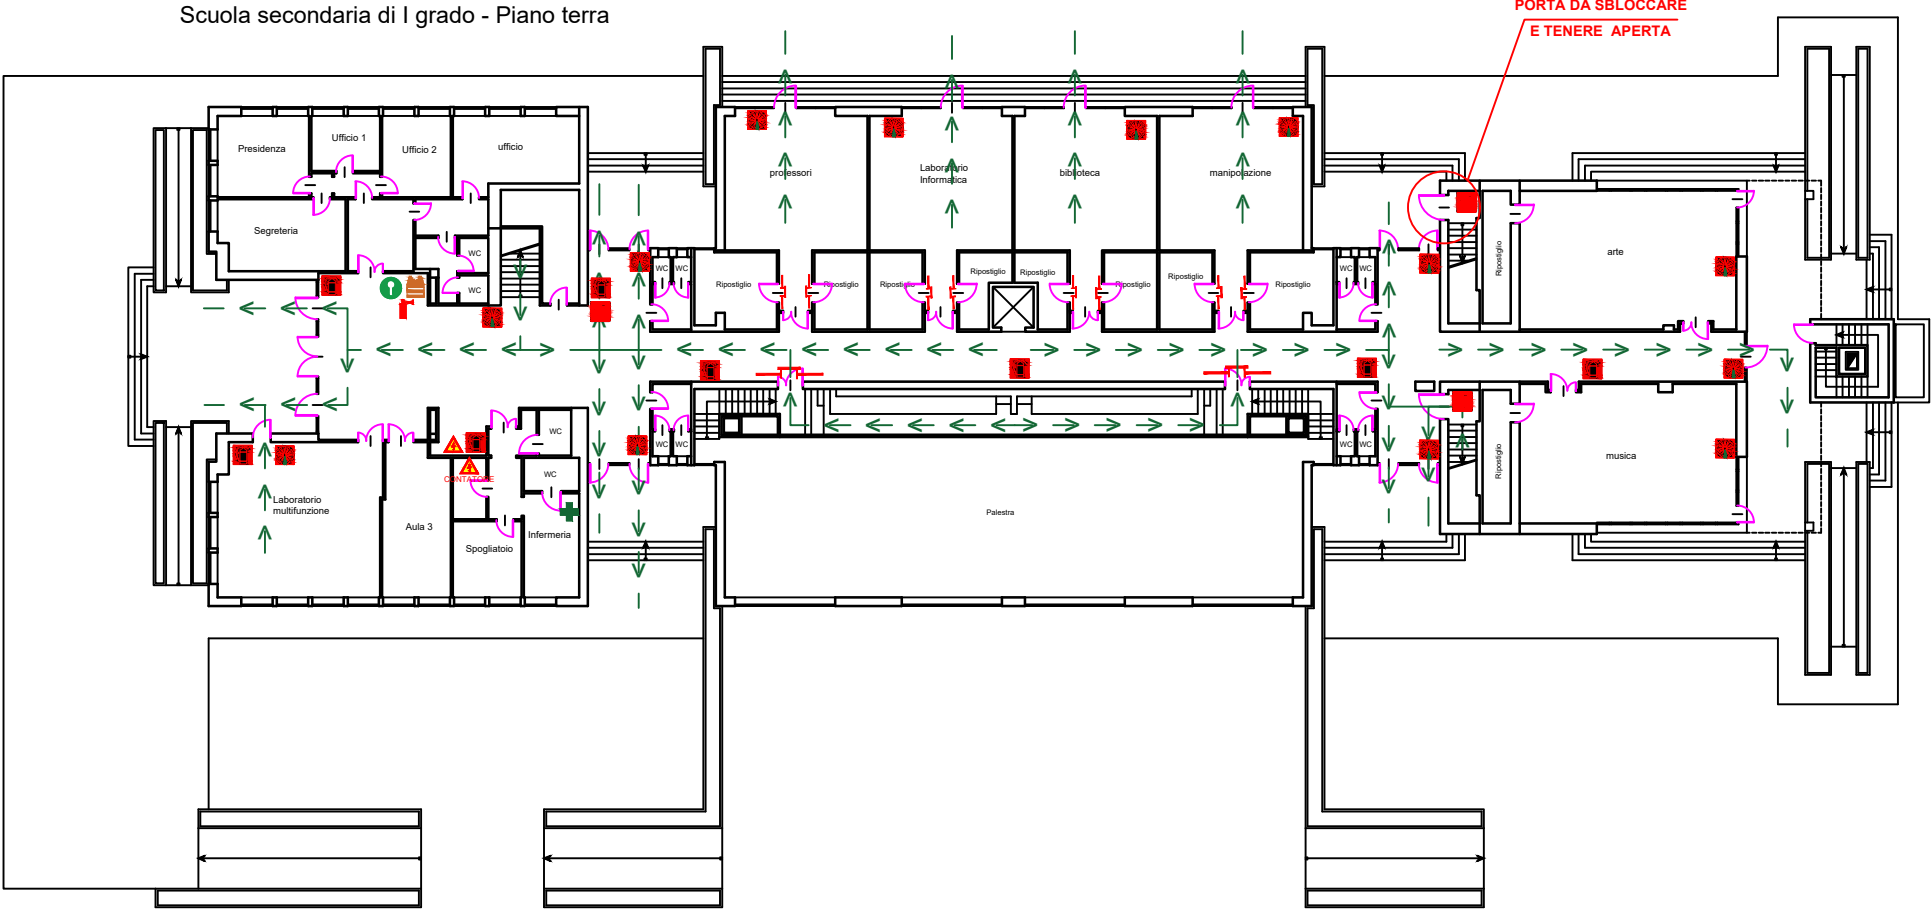 Scuola secondaria di I grado - Piano terra
PORTA DA SBLOCCARE
E TENERE APERTA
Presidenza
Ufficio 1
Ufficio 2
ufficio
professori
Laboratorio
Informatica
biblioteca
manipolazione
Segreteria
WC
WC
WC
WC
WC
WC
Ripostiglio
Ripostiglio
Ripostiglio
Ripostiglio
Ripostiglio
Ripostiglio
Ripostiglio
Ripostiglio
Ripostiglio
arte
WC
WC
WC
WC
WC
WC
CONTATORE
Laboratorio
multifunzione
Aula 3
Spogliatoio
Infermeria
Palestra
Ripostiglio
musica